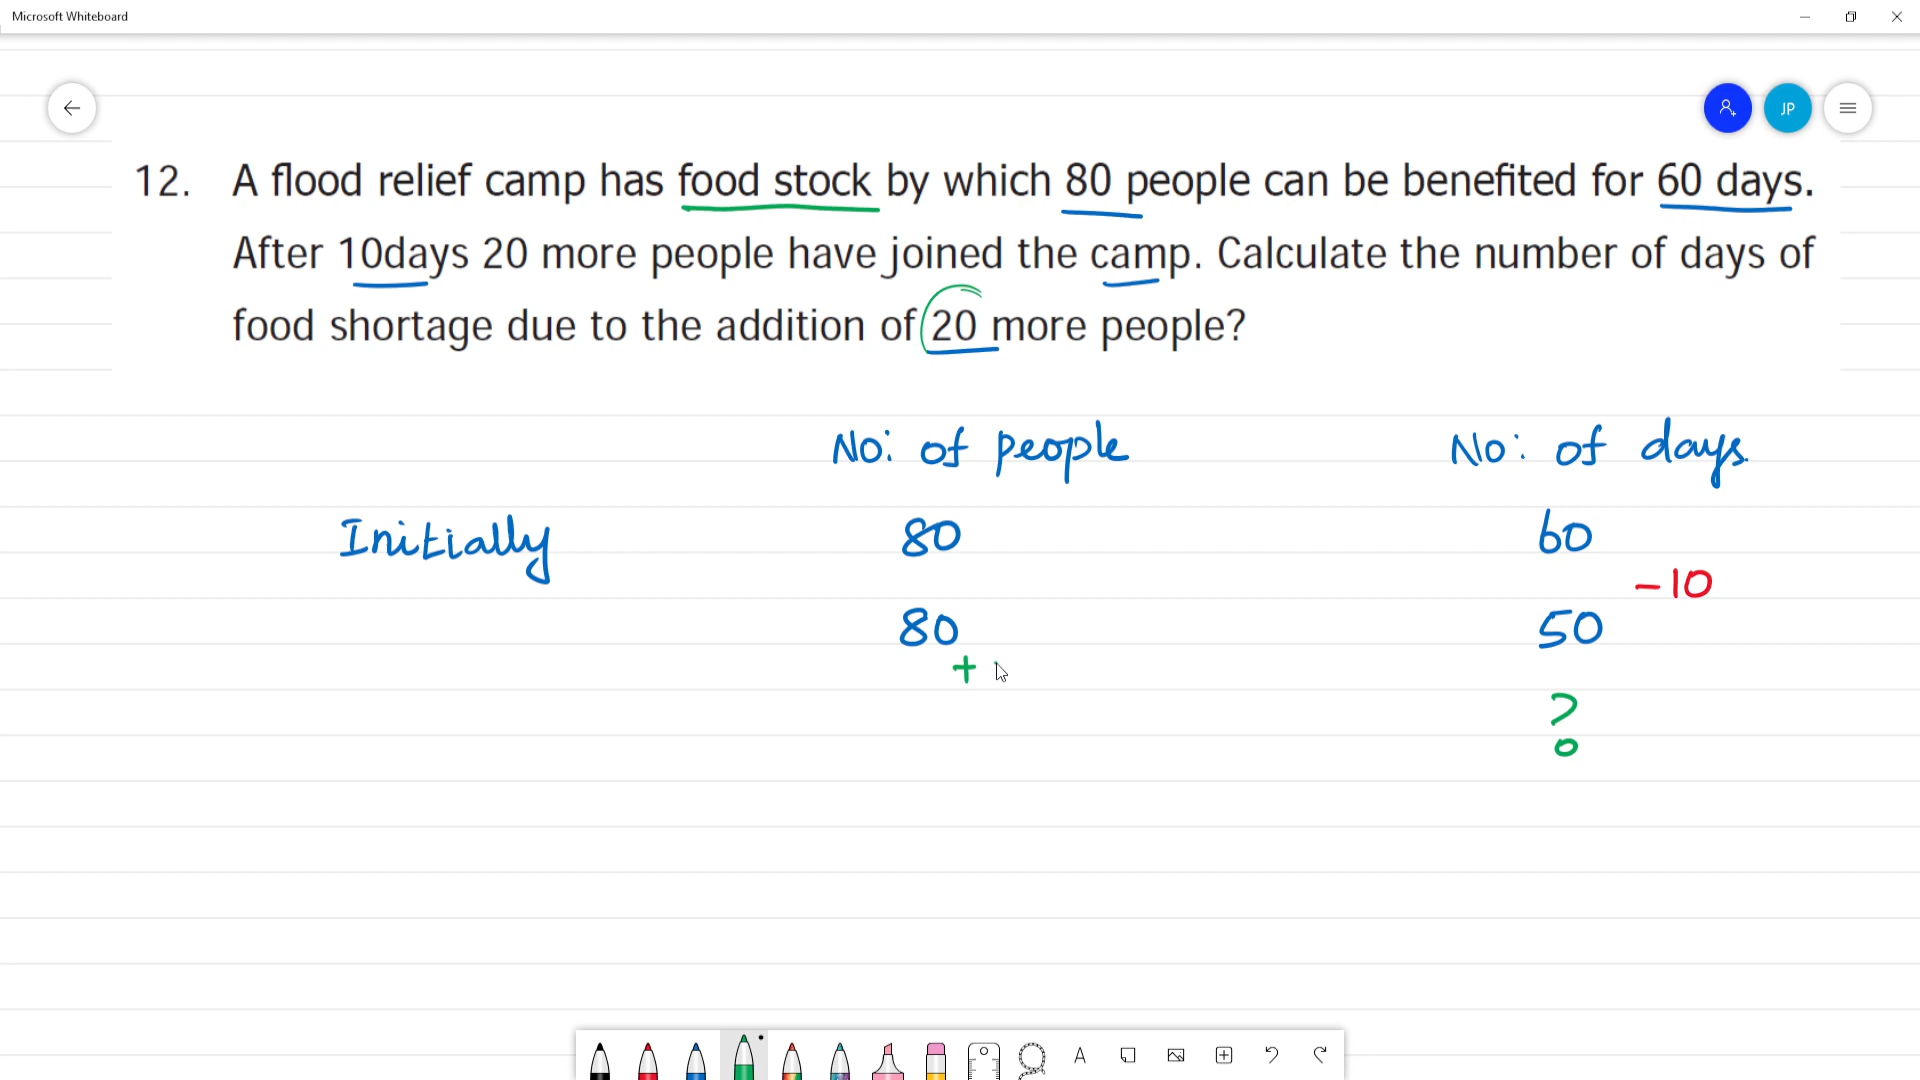 Microsoft Whiteboard
JP
12. A flood relief camp has food stock by which 80 people can be benefited for 60 days.
After 10days 20 more people have joined the camp. Calculate the number of days of
food shortage due to the addition of 20 more people?
No: of people No: of days.
Initially 80 60
-10
80 50
+
?
A